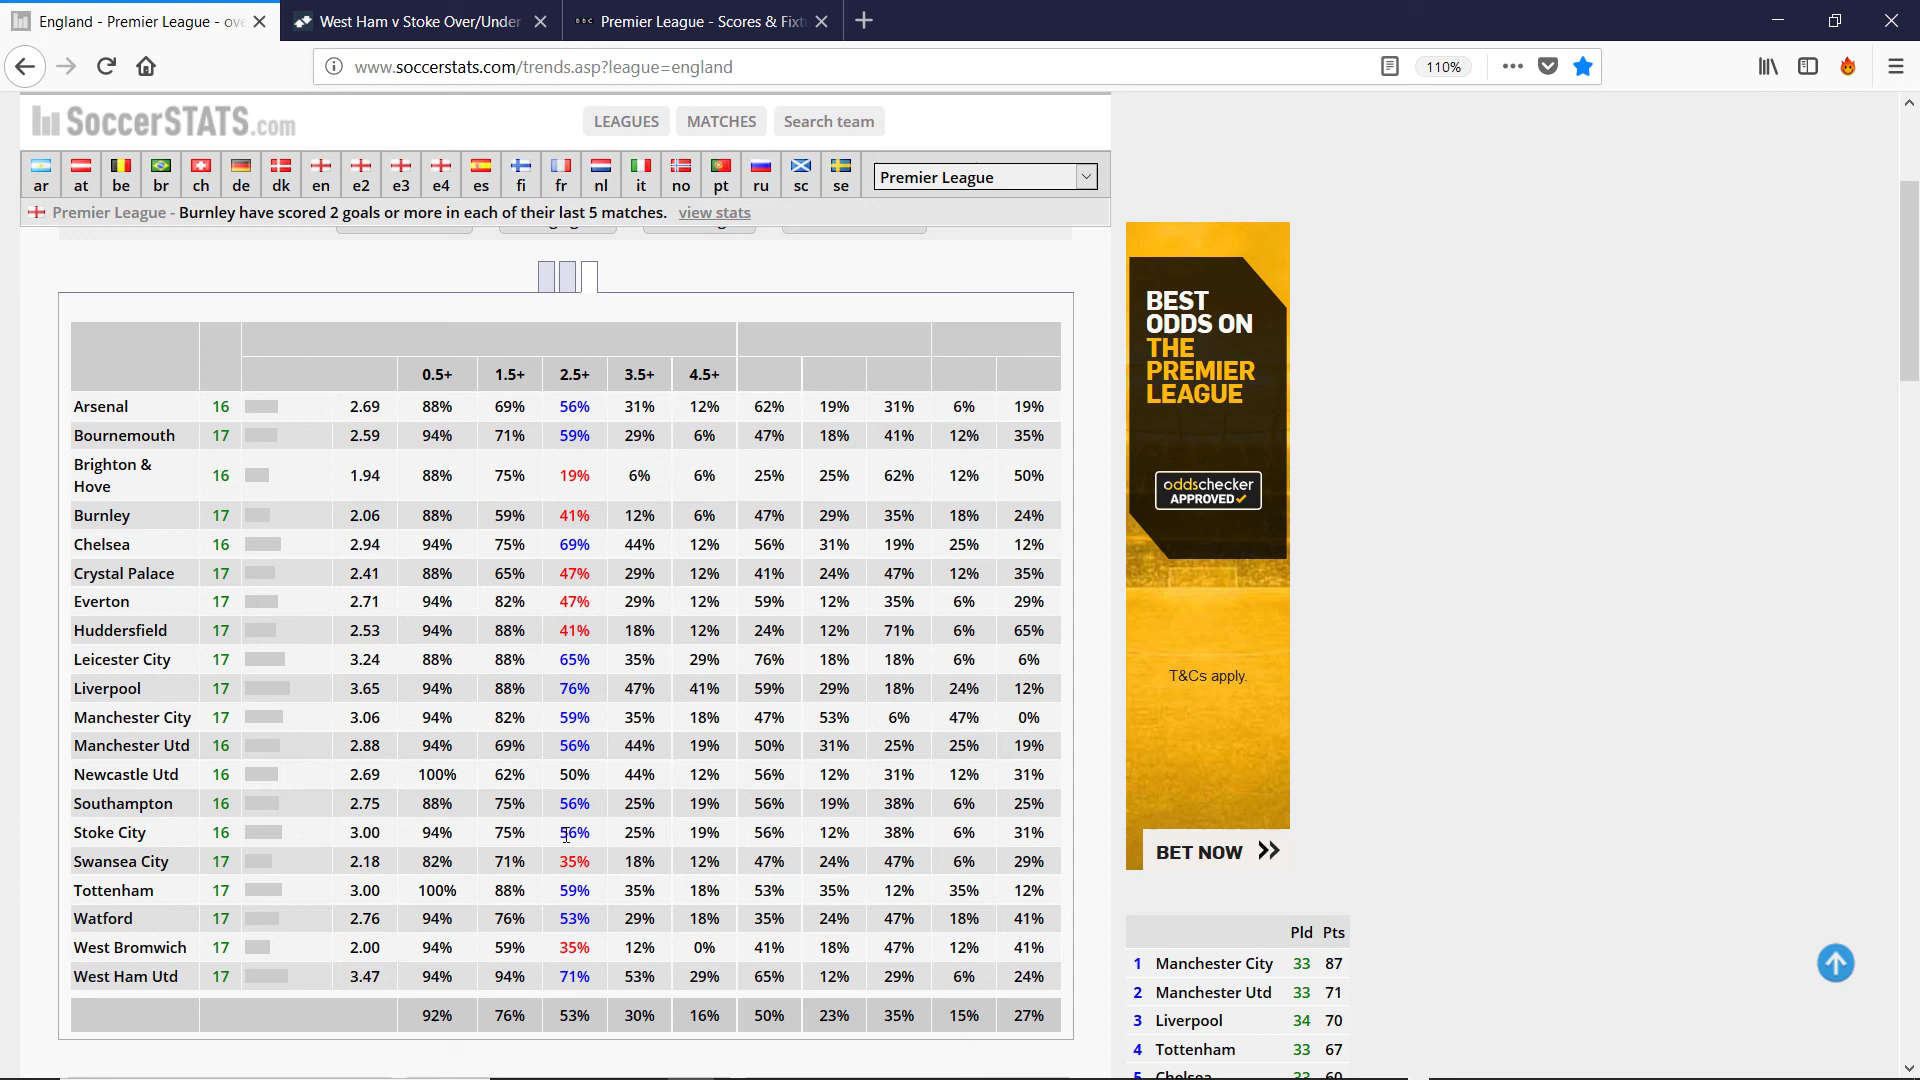 England - Premier League - ove
West Ham v Stoke Over/Under
BBC Premier League - Scores & Fixt
www.soccerstats.com/trends.asp?league=england
110%
SoccerSTATS.com
LEAGUES MATCHES Search team
ar at be br ch de dk en e2 e3 e4 es fi fr nl it no pt ru sc se
Premier League
Premier League - Burnley have scored 2 goals or more in each of their last 5 matches. view stats
0.5+ 1.5+ 2.5+ 3.5+ 4.5+
Arsenal 16 2.69 88% 69% 56% 31% 12% 62% 19% 31% 6% 19%
Bournemouth 17 2.59 94% 71% 59% 29% 6% 47% 18% 41% 12% 35%
Brighton &
Hove 16 1.94 88% 75% 19% 6% 6% 25% 25% 62% 12% 50%
Burnley 17 2.06 88% 59% 41% 12% 6% 47% 29% 35% 18% 24%
Chelsea 16 2.94 94% 75% 69% 44% 12% 56% 31% 19% 25% 12%
Crystal Palace 17 2.41 88% 65% 47% 29% 12% 41% 24% 47% 12% 35%
Everton 17 2.71 94% 82% 47% 29% 12% 59% 12% 35% 6% 29%
Huddersfield 17 2.53 94% 88% 41% 18% 12% 24% 12% 71% 6% 65%
Leicester City 17 3.24 88% 88% 65% 35% 29% 76% 18% 18% 6% 6%
Liverpool 17 3.65 94% 88% 76% 47% 41% 59% 29% 18% 24% 12%
Manchester City 17 3.06 94% 82% 59% 35% 18% 47% 53% 6% 47% 0%
Manchester Utd 16 2.88 94% 69% 56% 44% 19% 50% 31% 25% 25% 19%
Newcastle Utd 16 2.69 100% 62% 50% 44% 12% 56% 12% 31% 12% 31%
Southampton 16 2.75 88% 75% 56% 25% 19% 56% 19% 38% 6% 25%
Stoke City 16 3.00 94% 75% 56% 25% 19% 56% 12% 38% 6% 31%
Swansea City 17 2.18 82% 71% 35% 18% 12% 47% 24% 47% 6% 29%
Tottenham 17 3.00 100% 88% 59% 35% 18% 53% 35% 12% 35% 12%
Watford 17 2.76 94% 76% 53% 29% 18% 35% 24% 47% 18% 41%
West Bromwich 17 2.00 94% 59% 35% 12% 0% 41% 18% 47% 12% 41%
West Ham Utd 17 3.47 94% 94% 71% 53% 29% 65% 12% 29% 6% 24%
92% 76% 53% 30% 16% 50% 23% 35% 15% 27%
BEST
ODDS ON
THE
PREMIER
LEAGUE
oddschecker
APPROVED
T&Cs apply.
BET NOW
Pld Pts
1 Manchester City 33 87
2 Manchester Utd 33 71
3 Liverpool 34 70
4 Tottenham 33 67
5 Chelsea 33 60